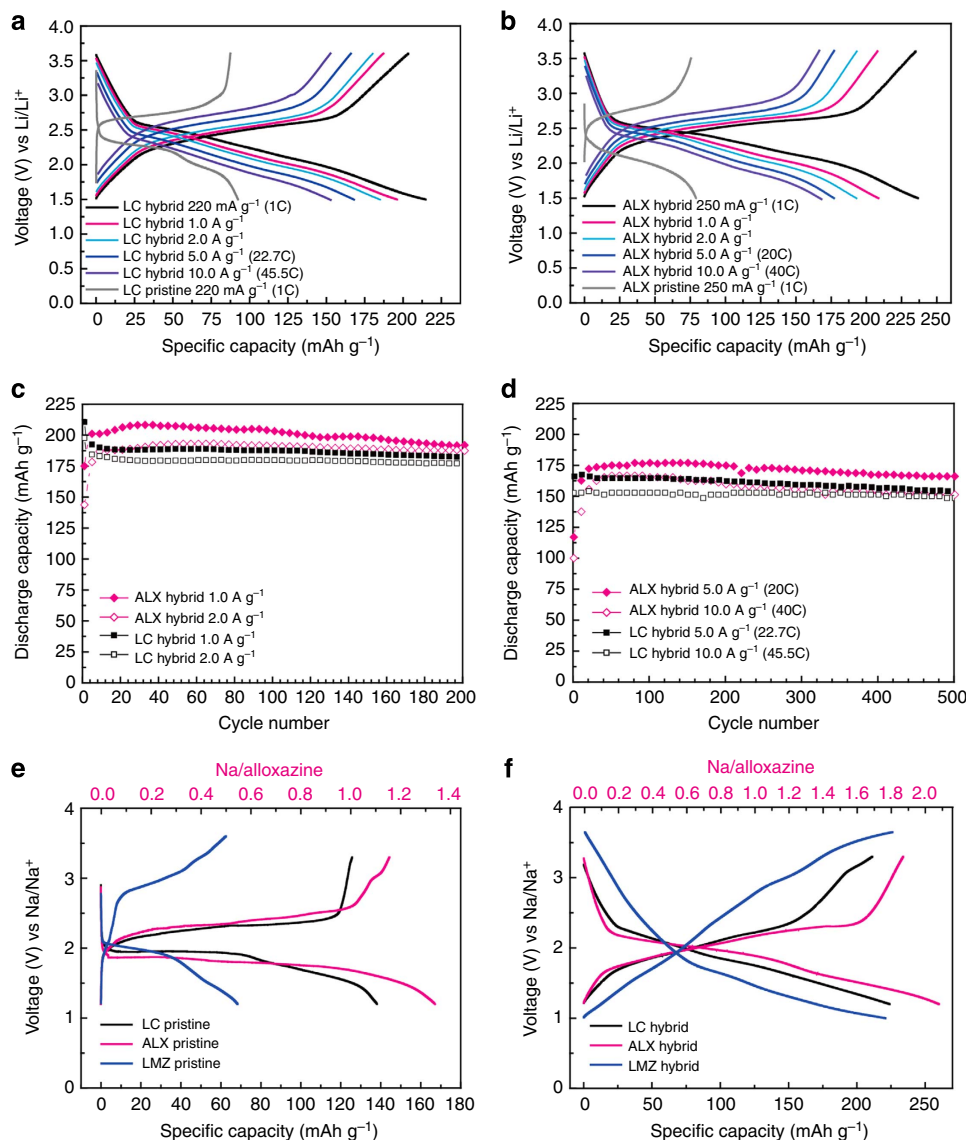 a
4.0
3.5
3.0
2.5
2.0
1.5
1.0
0.5
0.0
Voltage (V) vs Li/Li⁺
LC hybrid 220 mA g⁻¹ (1C)
LC hybrid 1.0 A g⁻¹
LC hybrid 2.0 A g⁻¹
LC hybrid 5.0 A g⁻¹ (22.7C)
LC hybrid 10.0 A g⁻¹ (45.5C)
LC pristine 220 mA g⁻¹ (1C)
0 25 50 75 100 125 150 175 200 225
Specific capacity (mAh g⁻¹)
b
4.0
3.5
3.0
2.5
2.0
1.5
1.0
0.5
0.0
Voltage (V) vs Li/Li⁺
ALX hybrid 250 mA g⁻¹ (1C)
ALX hybrid 1.0 A g⁻¹
ALX hybrid 2.0 A g⁻¹
ALX hybrid 5.0 A g⁻¹ (20C)
ALX hybrid 10.0 A g⁻¹ (40C)
ALX pristine 250 mA g⁻¹ (1C)
0 25 50 75 100 125 150 175 200 225 250
Specific capacity (mAh g⁻¹)
c
225
200
175
150
125
100
75
50
25
0
Discharge capacity (mAh g⁻¹)
ALX hybrid 1.0 A g⁻¹
ALX hybrid 2.0 A g⁻¹
LC hybrid 1.0 A g⁻¹
LC hybrid 2.0 A g⁻¹
0 20 40 60 80 100 120 140 160 180 200
Cycle number
d
225
200
175
150
125
100
75
50
25
0
Discharge capacity (mAh g⁻¹)
ALX hybrid 5.0 A g⁻¹ (20C)
ALX hybrid 10.0 A g⁻¹ (40C)
LC hybrid 5.0 A g⁻¹ (22.7C)
LC hybrid 10.0 A g⁻¹ (45.5C)
0 100 200 300 400 500
Cycle number
e
Na/alloxazine
0.0 0.2 0.4 0.6 0.8 1.0 1.2 1.4
4
3
2
1
0
Voltage (V) vs Na/Na⁺
LC pristine
ALX pristine
LMZ pristine
0 20 40 60 80 100 120 140 160 180
Specific capacity (mAh g⁻¹)
f
Na/alloxazine
0.0 0.2 0.4 0.6 0.8 1.0 1.2 1.4 1.6 1.8 2.0
4
3
2
1
0
Voltage (V) vs Na/Na⁺
LC hybrid
ALX hybrid
LMZ hybrid
0 50 100 150 200 250
Specific capacity (mAh g⁻¹)